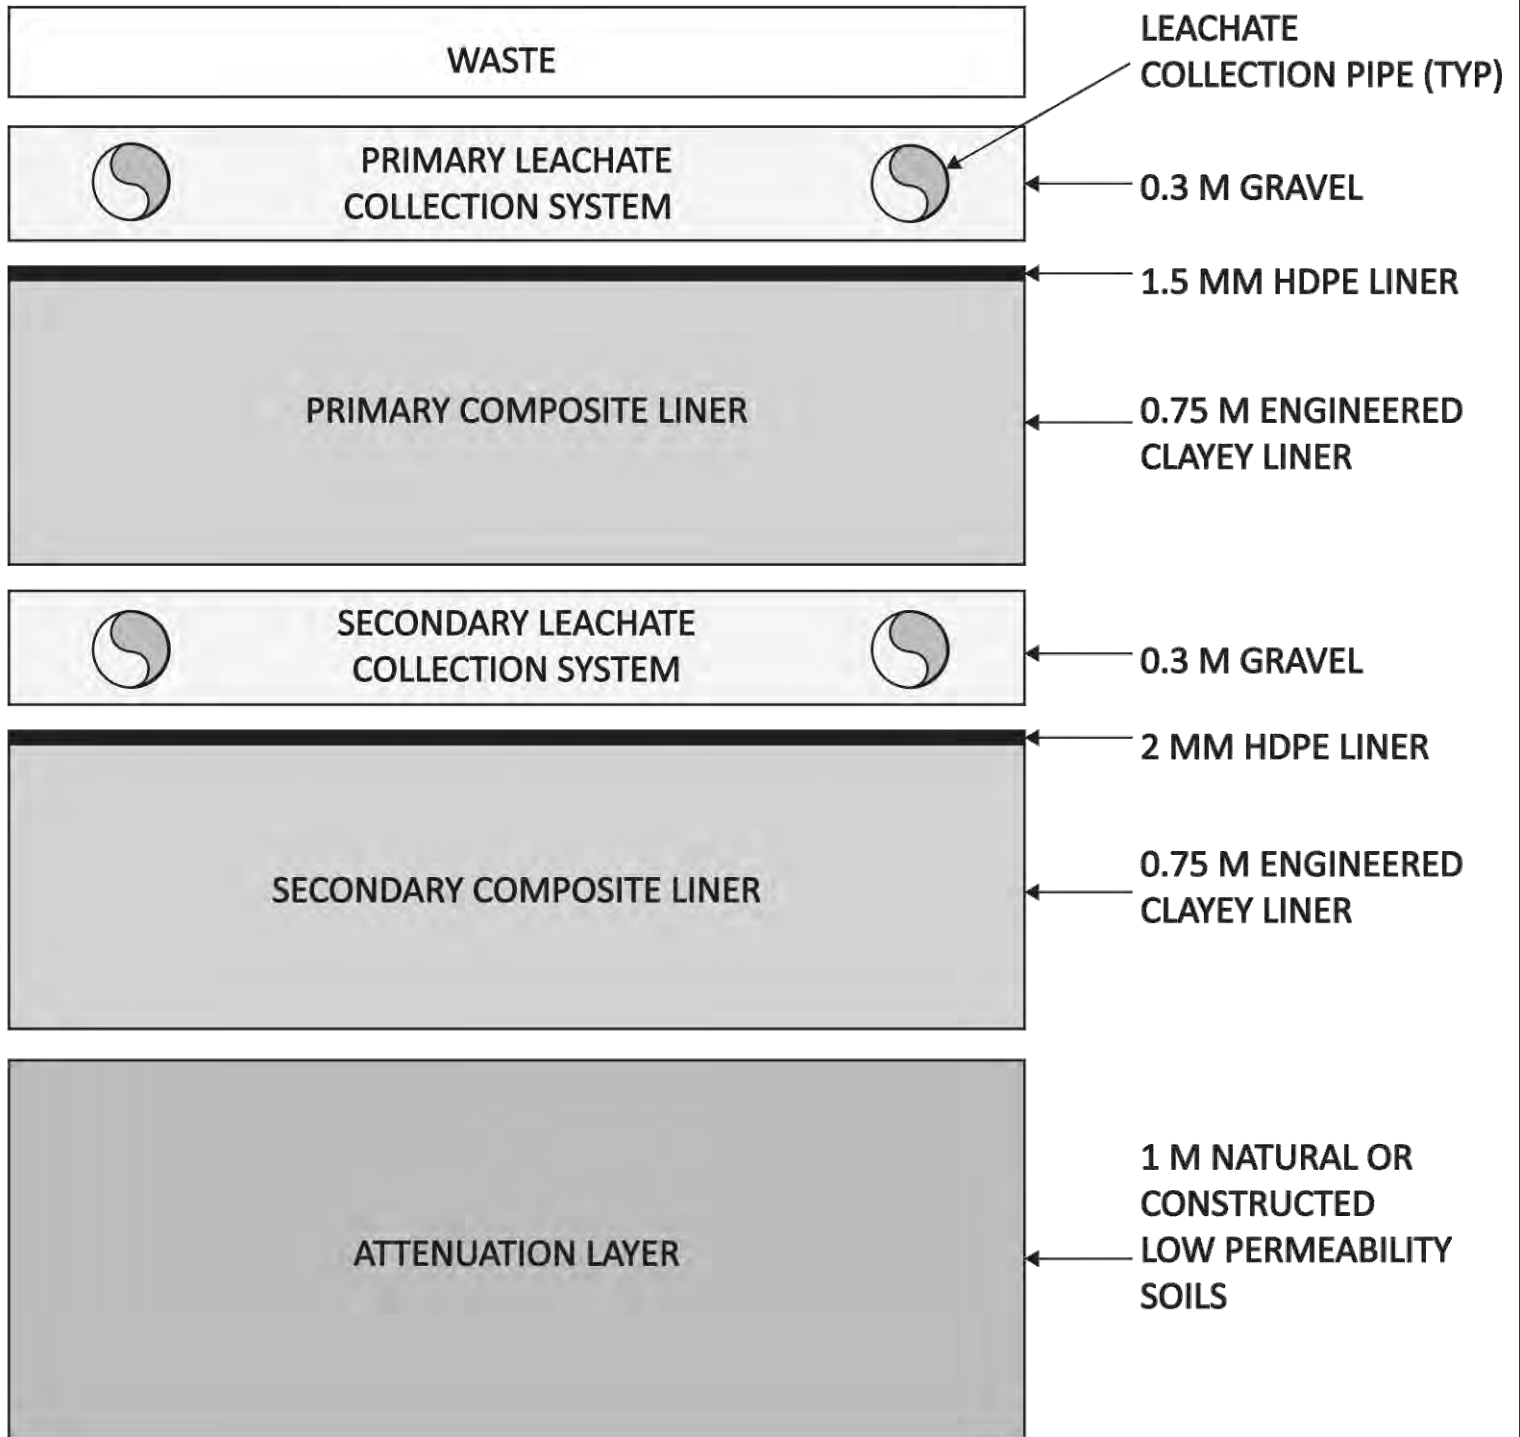 WASTE
LEACHATE
COLLECTION PIPE (TYP)
PRIMARY LEACHATE
COLLECTION SYSTEM
0.3 M GRAVEL
1.5 MM HDPE LINER
PRIMARY COMPOSITE LINER
0.75 M ENGINEERED
CLAYEY LINER
SECONDARY LEACHATE
COLLECTION SYSTEM
0.3 M GRAVEL
2 MM HDPE LINER
SECONDARY COMPOSITE LINER
0.75 M ENGINEERED
CLAYEY LINER
ATTENUATION LAYER
1 M NATURAL OR
CONSTRUCTED
LOW PERMEABILITY
SOILS